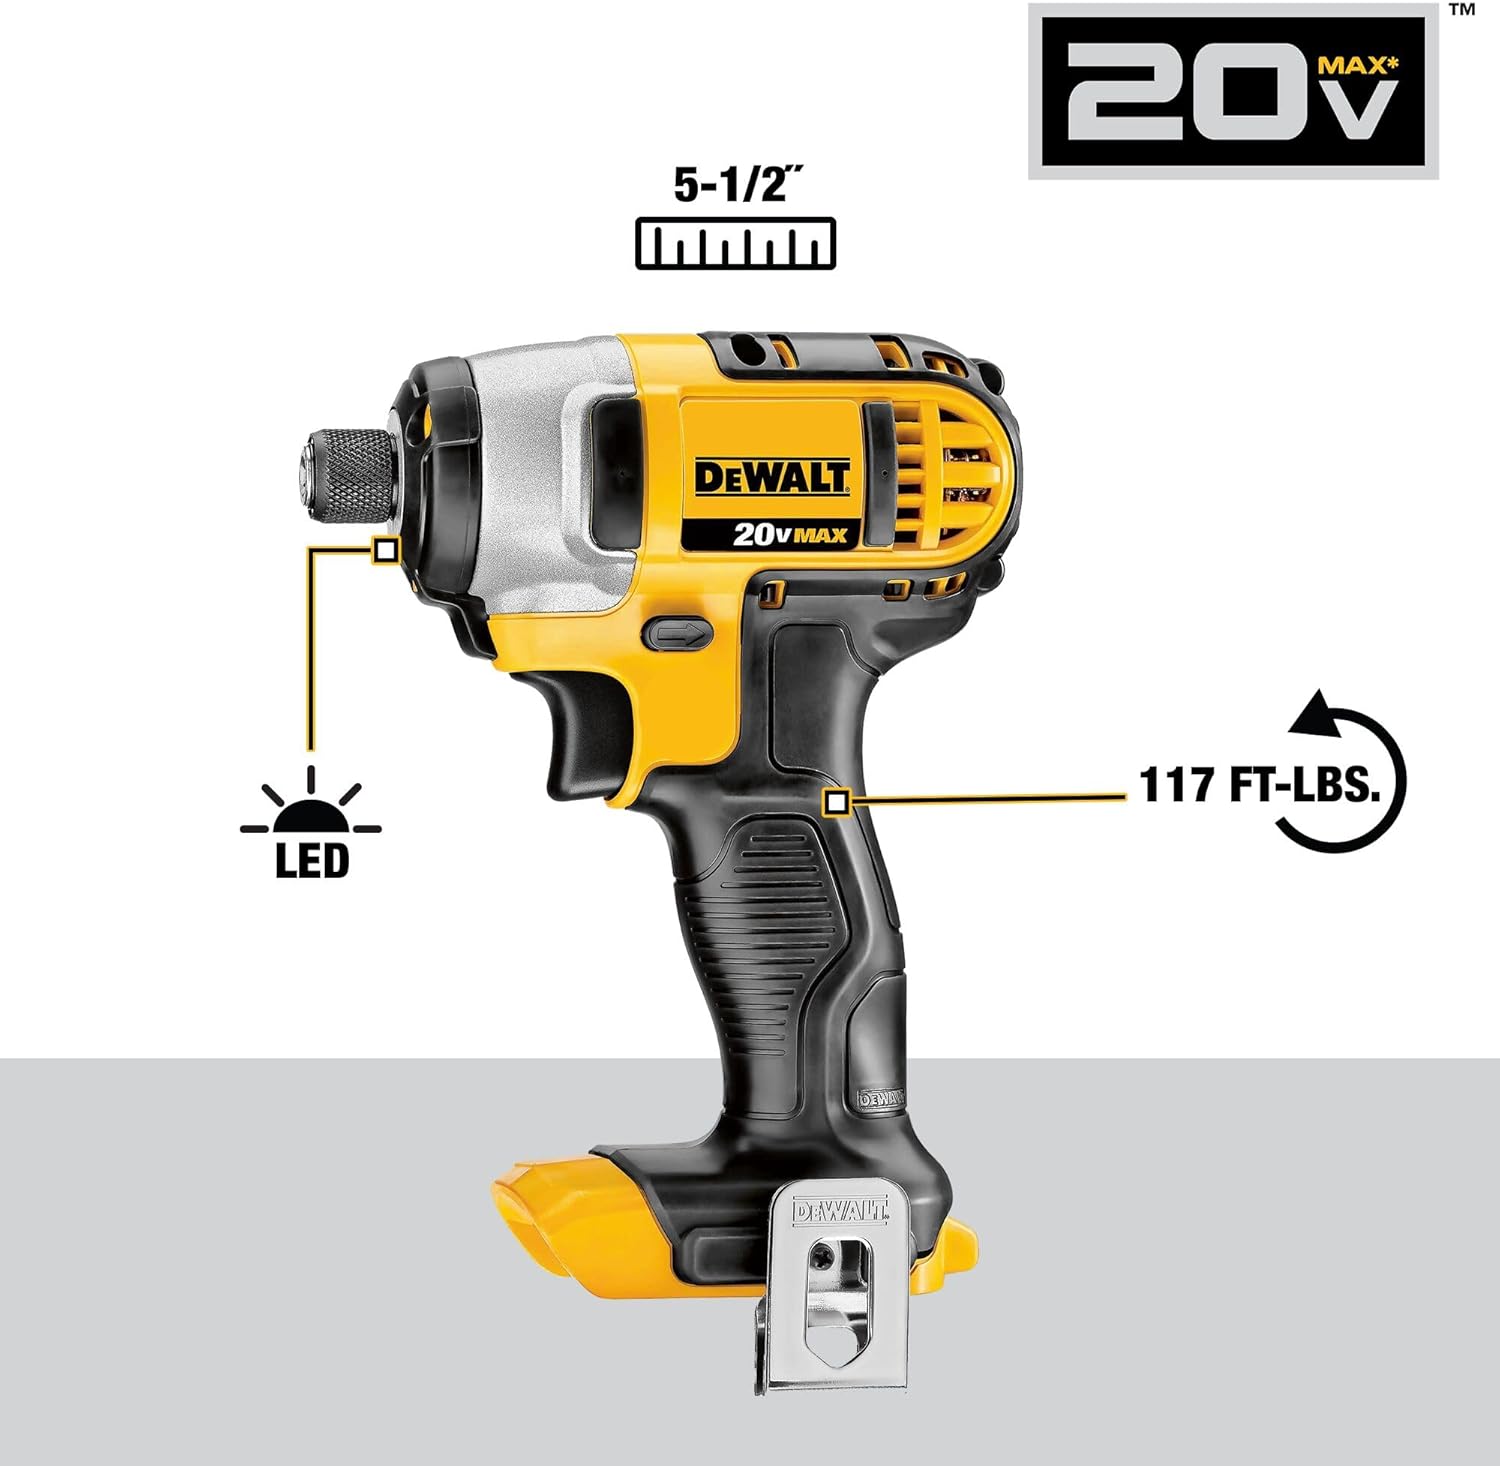 ™
20V MAX*
5-1/2"
DEWALT®
20V MAX
117 FT-LBS.
LED
DEWALT
DEWALT